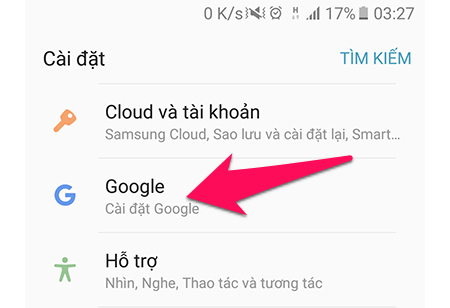 0 K/s H 17% 03:27
Cài đặt TÌM KIẾM
Cloud và tài khoản
Samsung Cloud, Sao lưu và cài đặt lại, Smart...
Google
Cài đặt Google
Hỗ trợ
Nhìn, Nghe, Thao tác và tương tác